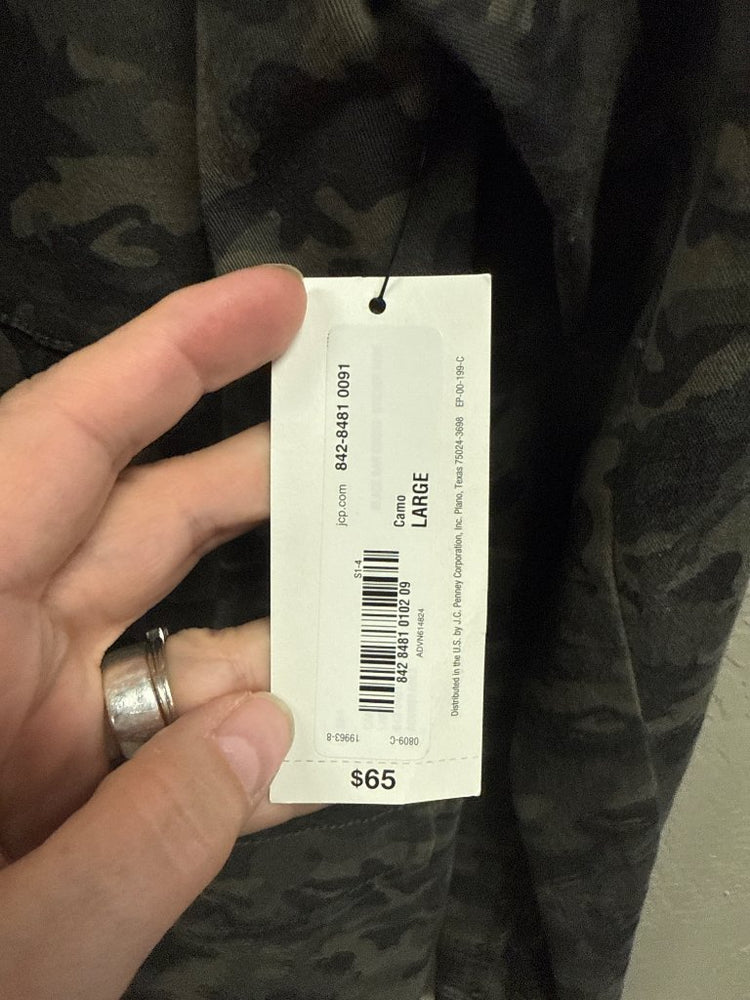 jcp.com 842-8481 0091
Camo
LARGE
S1-4
842 8481 0102 09
ADVN614824
19963-8
0809-C
Distributed in the U.S. by J.C. Penney Corporation, Inc. Plano, Texas 75024-3698 EP-00-199-C
$65